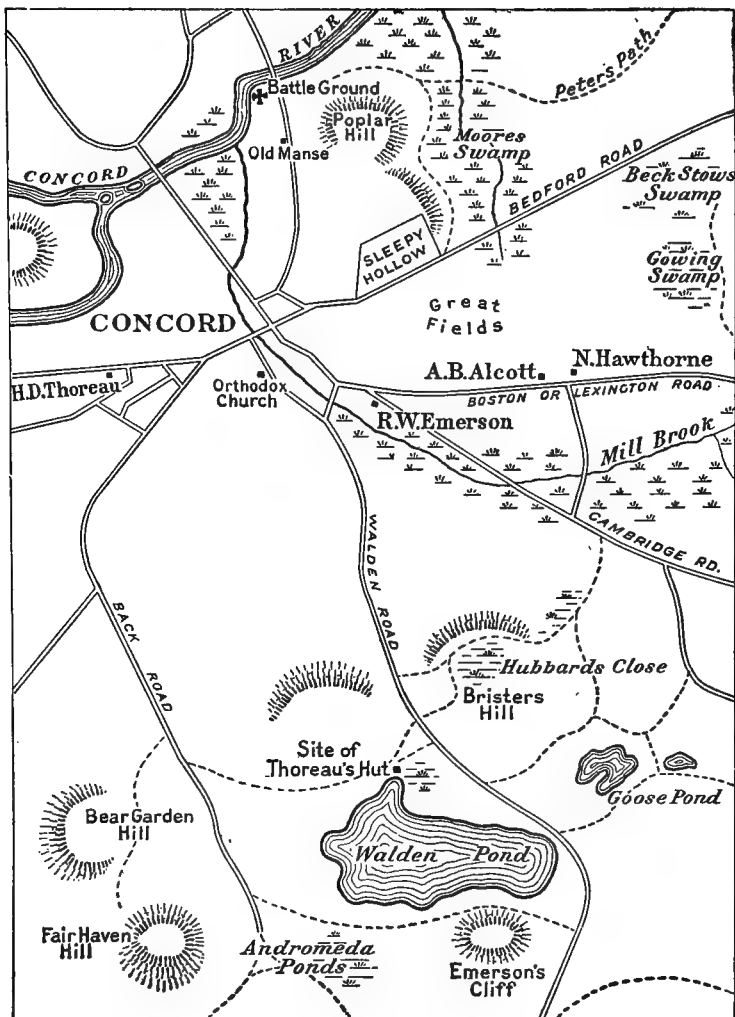 RIVER
Battle Ground
Peters Path
Poplar
Hill
Old Manse
Moores
Swamp
CONCORD
BEDFORD ROAD
Beck Stows
Swamp
SLEEPY
HOLLOW
Gowing
Swamp
Great
Fields
CONCORD
H.D.Thoreau
Orthodox
Church
A.B.Alcott
N.Hawthorne
BOSTON OR LEXINGTON ROAD
R.W.Emerson
Mill Brook
CAMBRIDGE RD.
WALDEN ROAD
BACK ROAD
Hubbards Close
Bristers
Hill
Site of
Thoreau's Hut
Goose Pond
Bear Garden
Hill
Walden Pond
Fair Haven
Hill
Andromeda
Ponds
Emerson's
Cliff